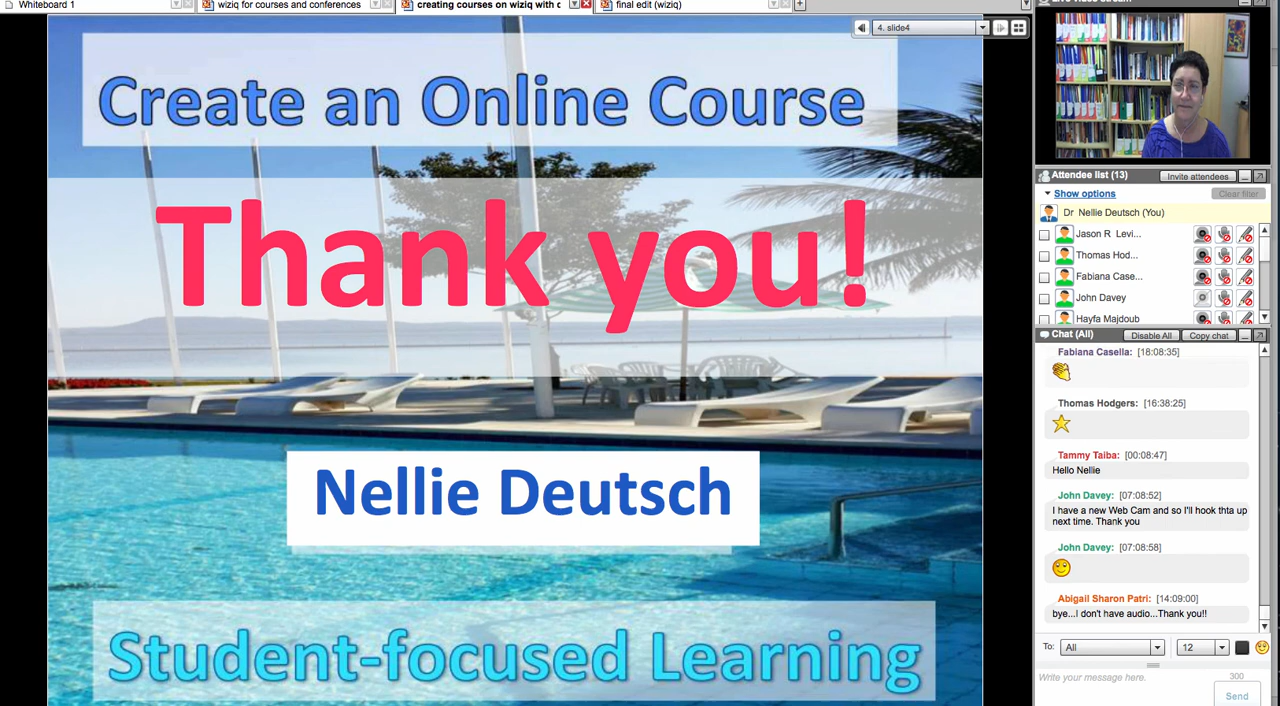 Whiteboard 1
wiziq for courses and conferences
creating courses on wiziq with c
final edit (wiziq)
4. slide4
Create an Online Course
Thank you!
Nellie Deutsch
Student-focused Learning
Attendee list (13)
Invite attendees
Show options
Clear filter
Dr Nellie Deutsch (You)
Jason R Levi...
Thomas Hod...
Fabiana Case...
John Davey
Hayfa Majdoub
Chat (All)
Disable All
Copy chat
Fabiana Casella: [18:08:35]
Thomas Hodgers: [16:38:25]
Tammy Taiba: [00:08:47]
Hello Nellie
John Davey: [07:08:52]
I have a new Web Cam and so I'll hook thta up
next time. Thank you
John Davey: [07:08:58]
Abigail Sharon Patri: [14:09:00]
bye...I don't have audio...Thank you!!
To: All 12
Write your message here.
300
Send